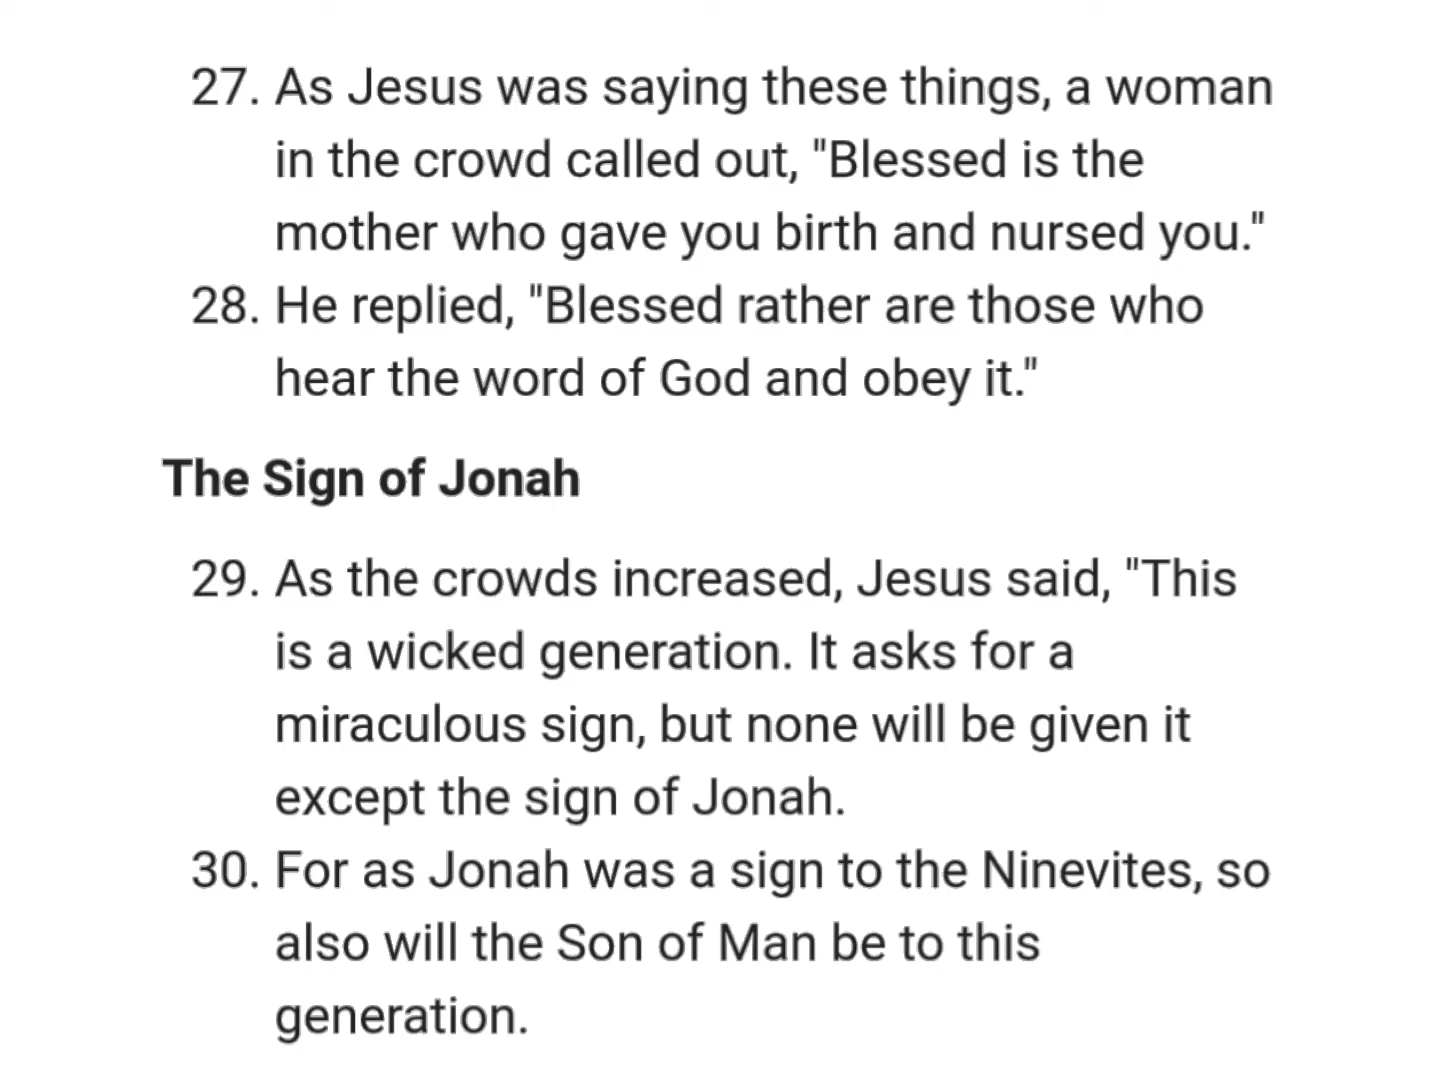 27. As Jesus was saying these things, a woman
in the crowd called out, "Blessed is the
mother who gave you birth and nursed you."
28. He replied, "Blessed rather are those who
hear the word of God and obey it."
The Sign of Jonah
29. As the crowds increased, Jesus said, "This
is a wicked generation. It asks for a
miraculous sign, but none will be given it
except the sign of Jonah.
30. For as Jonah was a sign to the Ninevites, so
also will the Son of Man be to this
generation.